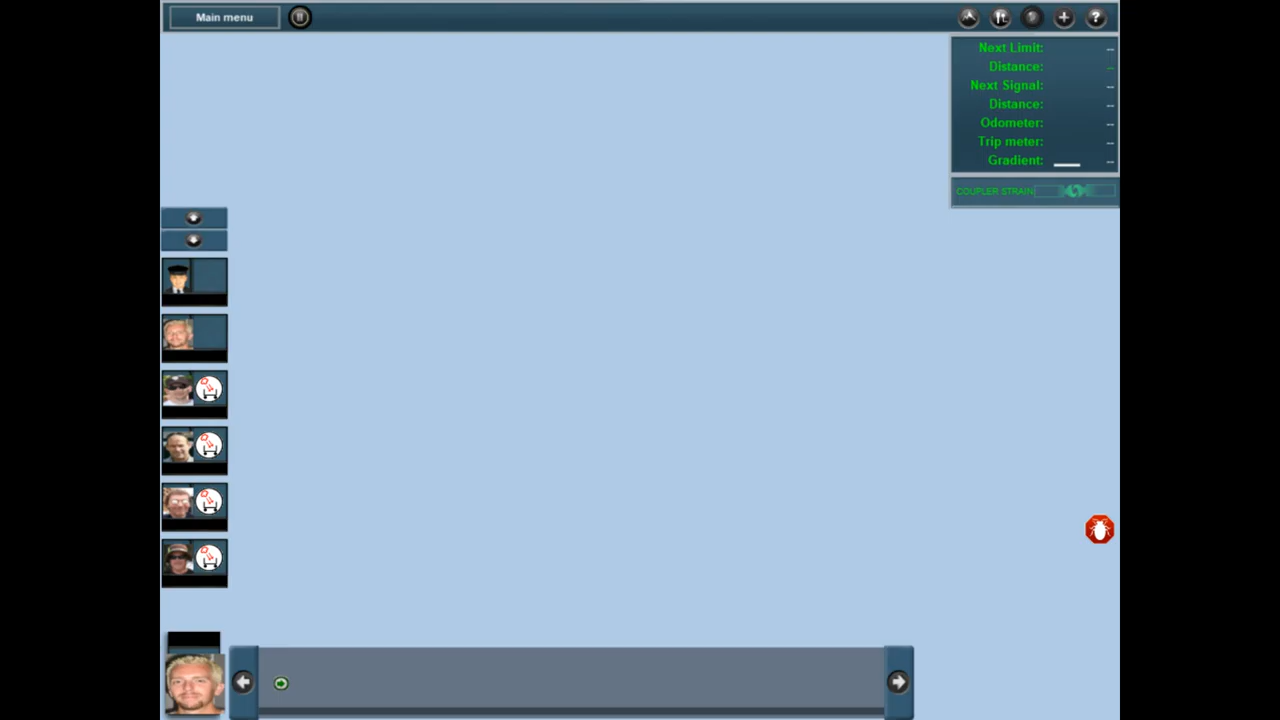 Main menu
?
Next Limit: --
Distance: --
Next Signal: --
Distance: --
Odometer: --
Trip meter: --
Gradient: --
COUPLER STRAIN